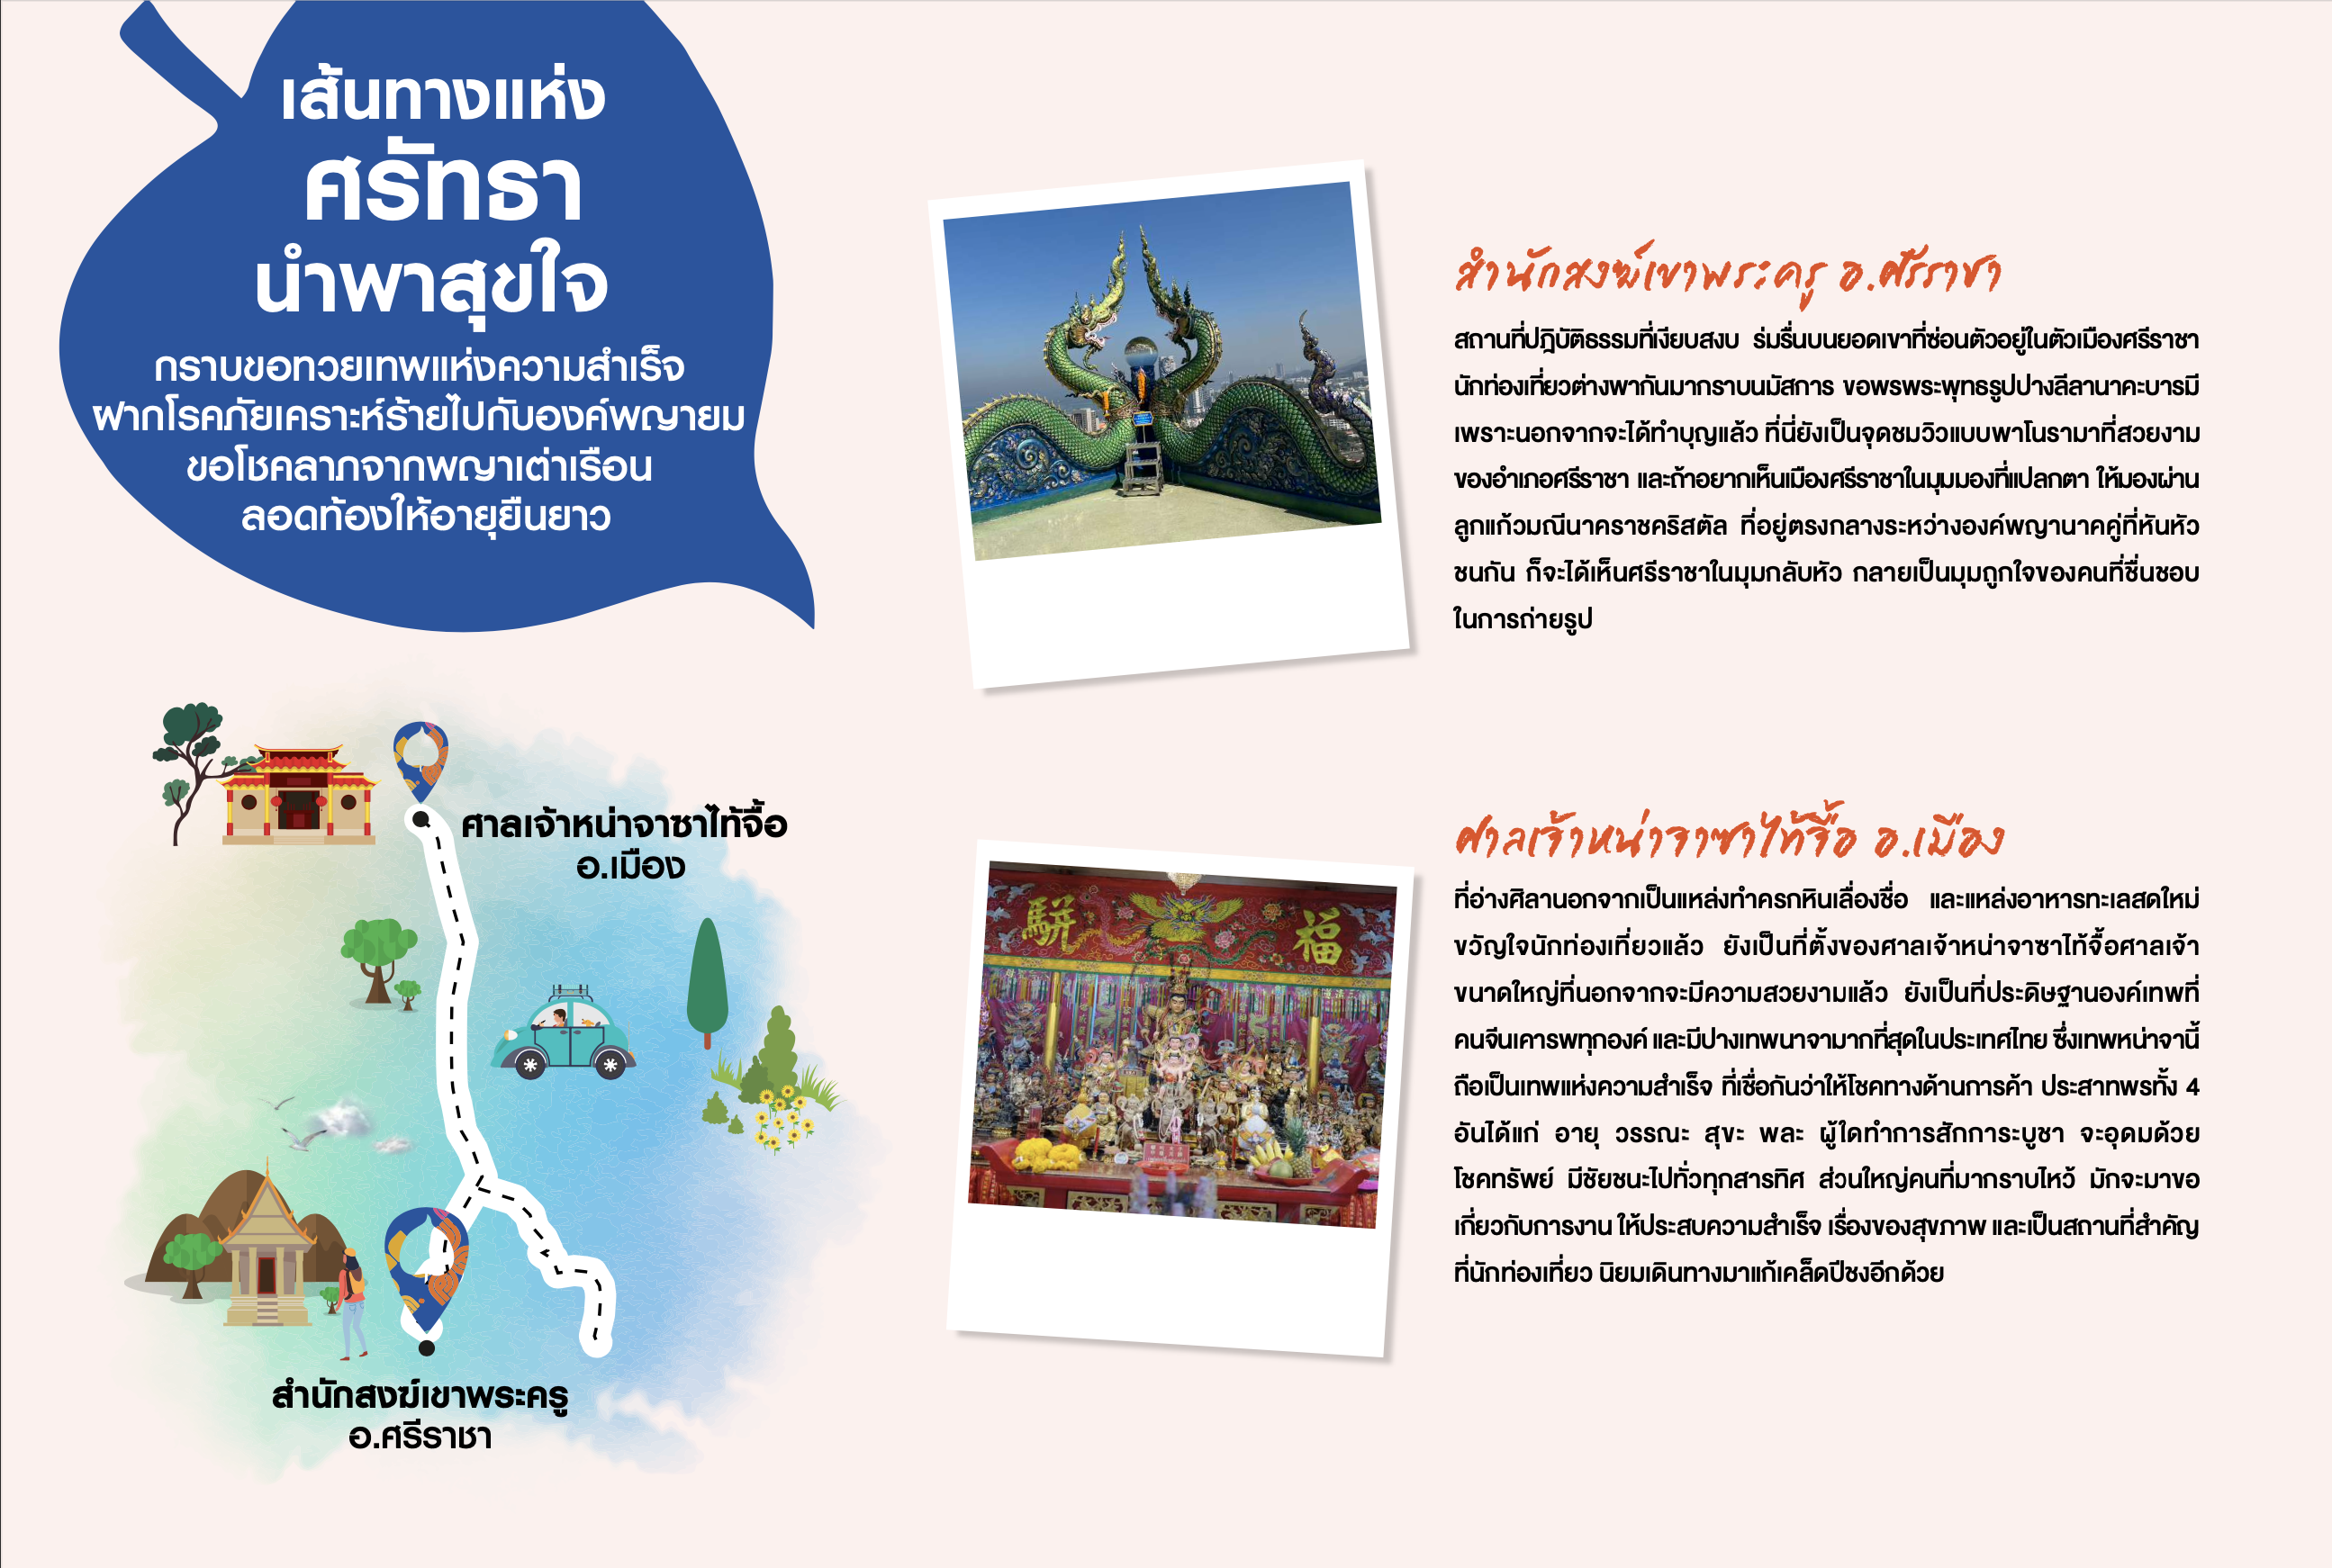 เส้นทางแห่ง
ศรัทธา
นำพาสุขใจ
กราบขอทวยเทพแห่งความสำเร็จ
ฝากโรคภัยเคราะห์ร้ายไปกับองค์พญายม
ขอโชคลาภจากพญาเต่าเรือน
ลอดท้องให้อายุยืนยาว
ศาลเจ้าหน่าจาซาไท้จื้อ
อ.เมือง
สำนักสงฆ์เขาพระครู
อ.ศรีราชา
สำนักสงฆ์เขาพระครู อ.ศรีราชา
สถานที่ปฎิบัติธรรมที่เงียบสงบ ร่มรื่นบนยอดเขาที่ซ่อนตัวอยู่ในตัวเมืองศรีราชา
นักท่องเที่ยวต่างพากันมากราบนมัสการ ขอพรพระพุทธรูปปางลีลานาคะบารมี
เพราะนอกจากจะได้ทำบุญแล้ว ที่นี่ยังเป็นจุดชมวิวแบบพาโนรามาที่สวยงาม
ของอำเภอศรีราชา และถ้าอยากเห็นเมืองศรีราชาในมุมมองที่แปลกตา ให้มองผ่าน
ลูกแก้วมณีนาคราชคริสตัล ที่อยู่ตรงกลางระหว่างองค์พญานาคคู่ที่หันหัว
ชนกัน ก็จะได้เห็นศรีราชาในมุมกลับหัว กลายเป็นมุมถูกใจของคนที่ชื่นชอบ
ในการถ่ายรูป
騈 福
ศาลเจ้าหน่าจาซาไท้จื้อ อ.เมือง
ที่อ่างศิลานอกจากเป็นแหล่งทำครกหินเลื่องชื่อ และแหล่งอาหารทะเลสดใหม่
ขวัญใจนักท่องเที่ยวแล้ว ยังเป็นที่ตั้งของศาลเจ้าหน่าจาซาไท้จื้อศาลเจ้า
ขนาดใหญ่ที่นอกจากจะมีความสวยงามแล้ว ยังเป็นที่ประดิษฐานองค์เทพที่
คนจีนเคารพทุกองค์ และมีปางเทพนาจามากที่สุดในประเทศไทย ซึ่งเทพหน่าจานี้
ถือเป็นเทพแห่งความสำเร็จ ที่เชื่อกันว่าให้โชคทางด้านการค้า ประสาทพรทั้ง 4
อันได้แก่ อายุ วรรณะ สุขะ พละ ผู้ใดทำการสักการะบูชา จะอุดมด้วย
โชคทรัพย์ มีชัยชนะไปทั่วทุกสารทิศ ส่วนใหญ่คนที่มากราบไหว้ มักจะมาขอ
เกี่ยวกับการงาน ให้ประสบความสำเร็จ เรื่องของสุขภาพ และเป็นสถานที่สำคัญ
ที่นักท่องเที่ยว นิยมเดินทางมาแก้เคล็ดปีชงอีกด้วย